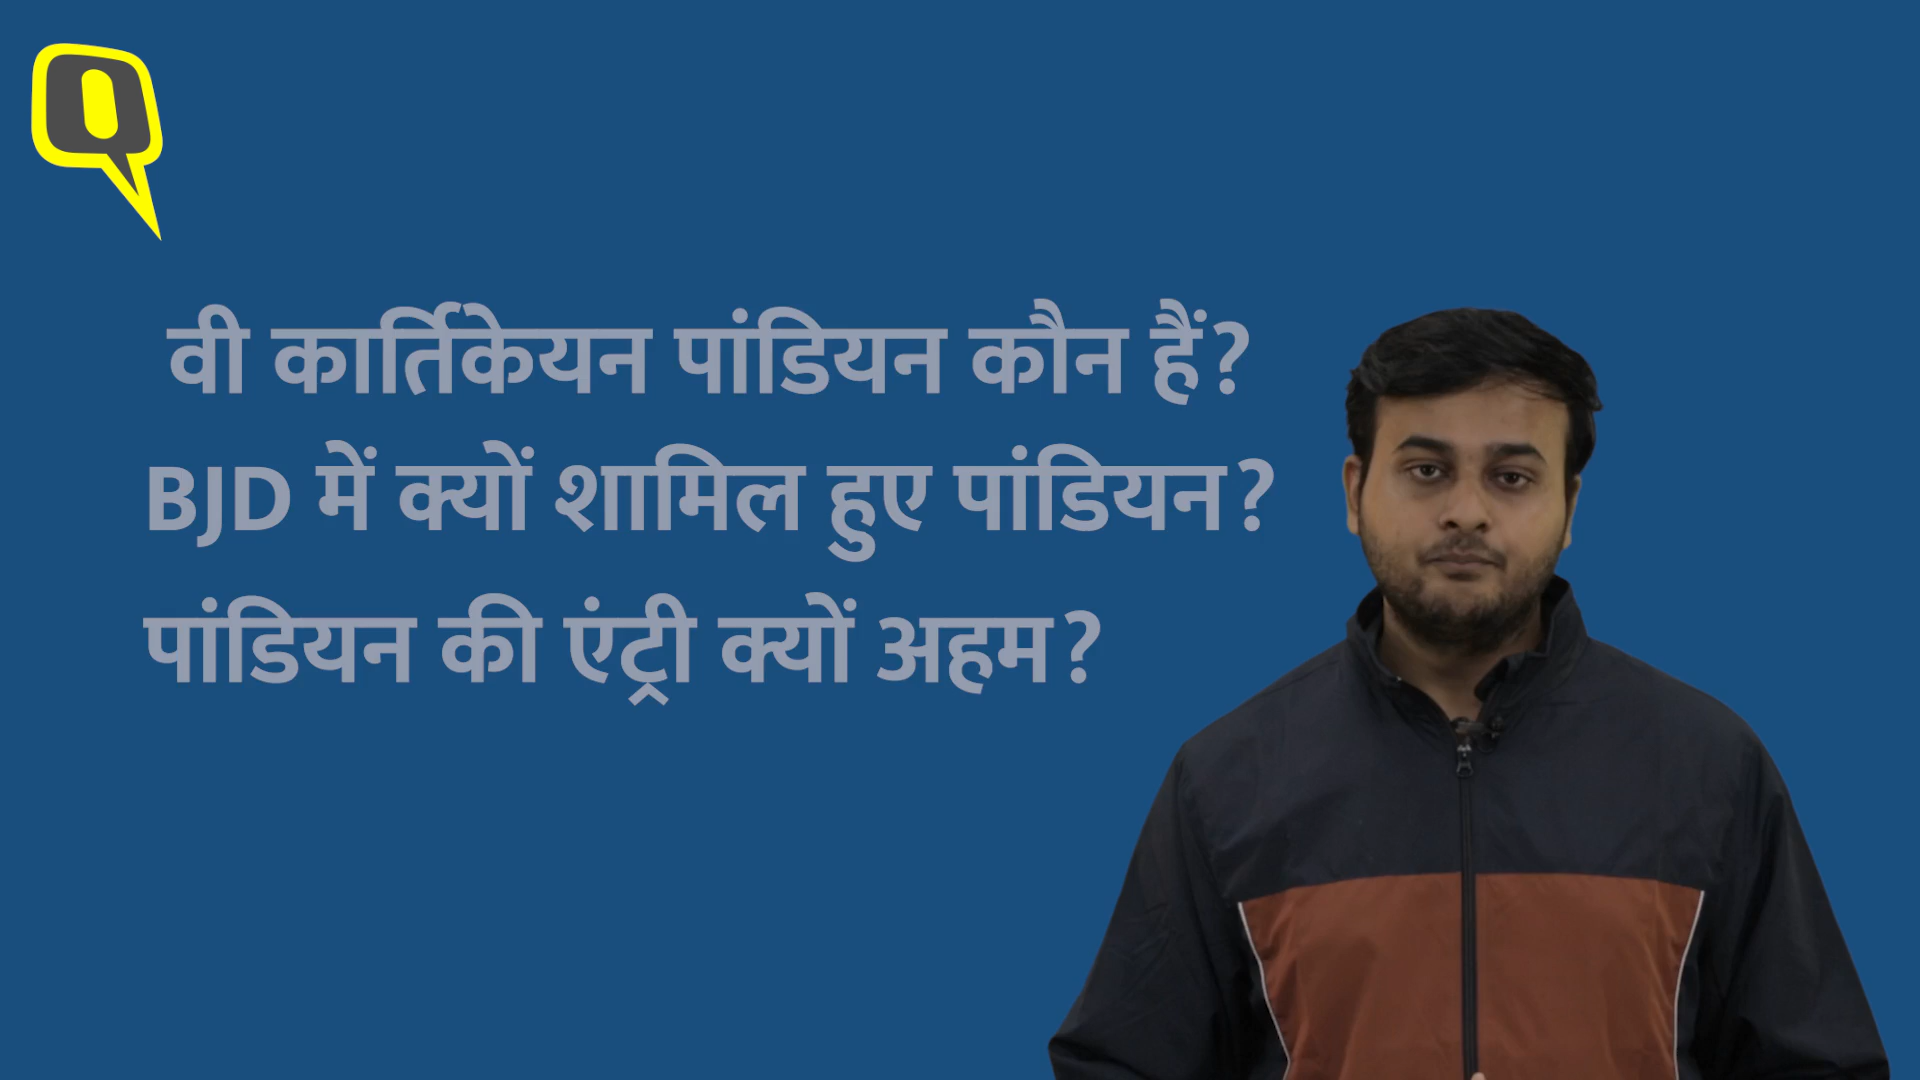 वी कार्तिकेयन पांडियन कौन हैं?
BJD में क्यों शामिल हुए पांडियन?
पांडियन की एंट्री क्यों अहम?